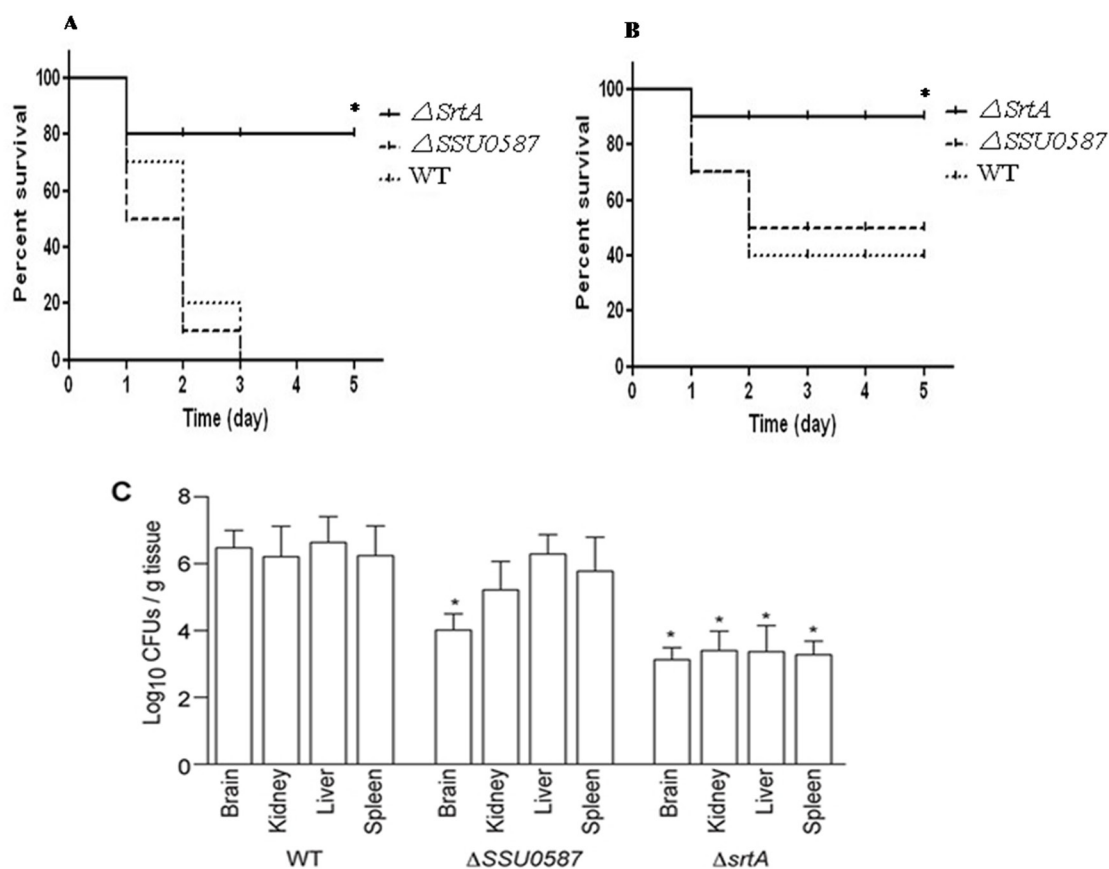 A
Percent survival
100
80
60
40
20
0
0 1 2 3 4 5
Time (day)
*
△SrtA
△SSU0587
WT
B
Percent survival
100
80
60
40
20
0
0 1 2 3 4 5
Time (day)
*
△SrtA
△SSU0587
WT
C
Log10 CFUs / g tissue
8
6
4
2
0
* * * * *
Brain Kidney Liver Spleen Brain Kidney Liver Spleen Brain Kidney Liver Spleen
WT ΔSSU0587 ΔsrtA